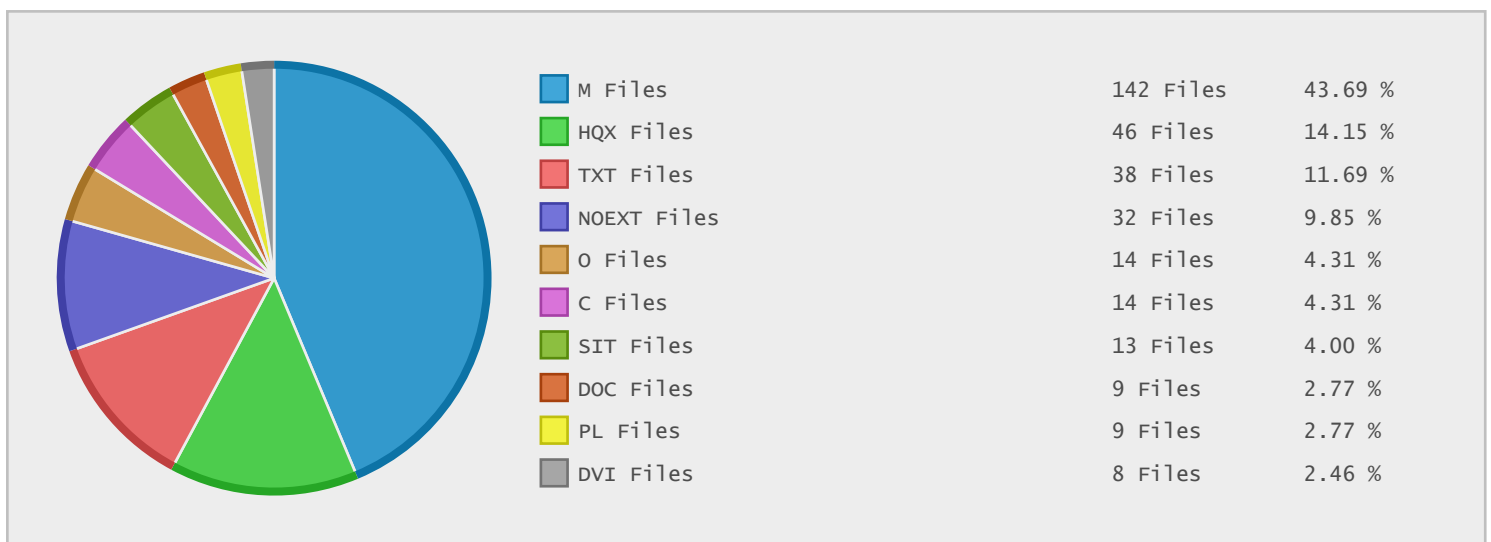 M Files 142 Files 43.69 %
HQX Files 46 Files 14.15 %
TXT Files 38 Files 11.69 %
NOEXT Files 32 Files 9.85 %
O Files 14 Files 4.31 %
C Files 14 Files 4.31 %
SIT Files 13 Files 4.00 %
DOC Files 9 Files 2.77 %
PL Files 9 Files 2.77 %
DVI Files 8 Files 2.46 %